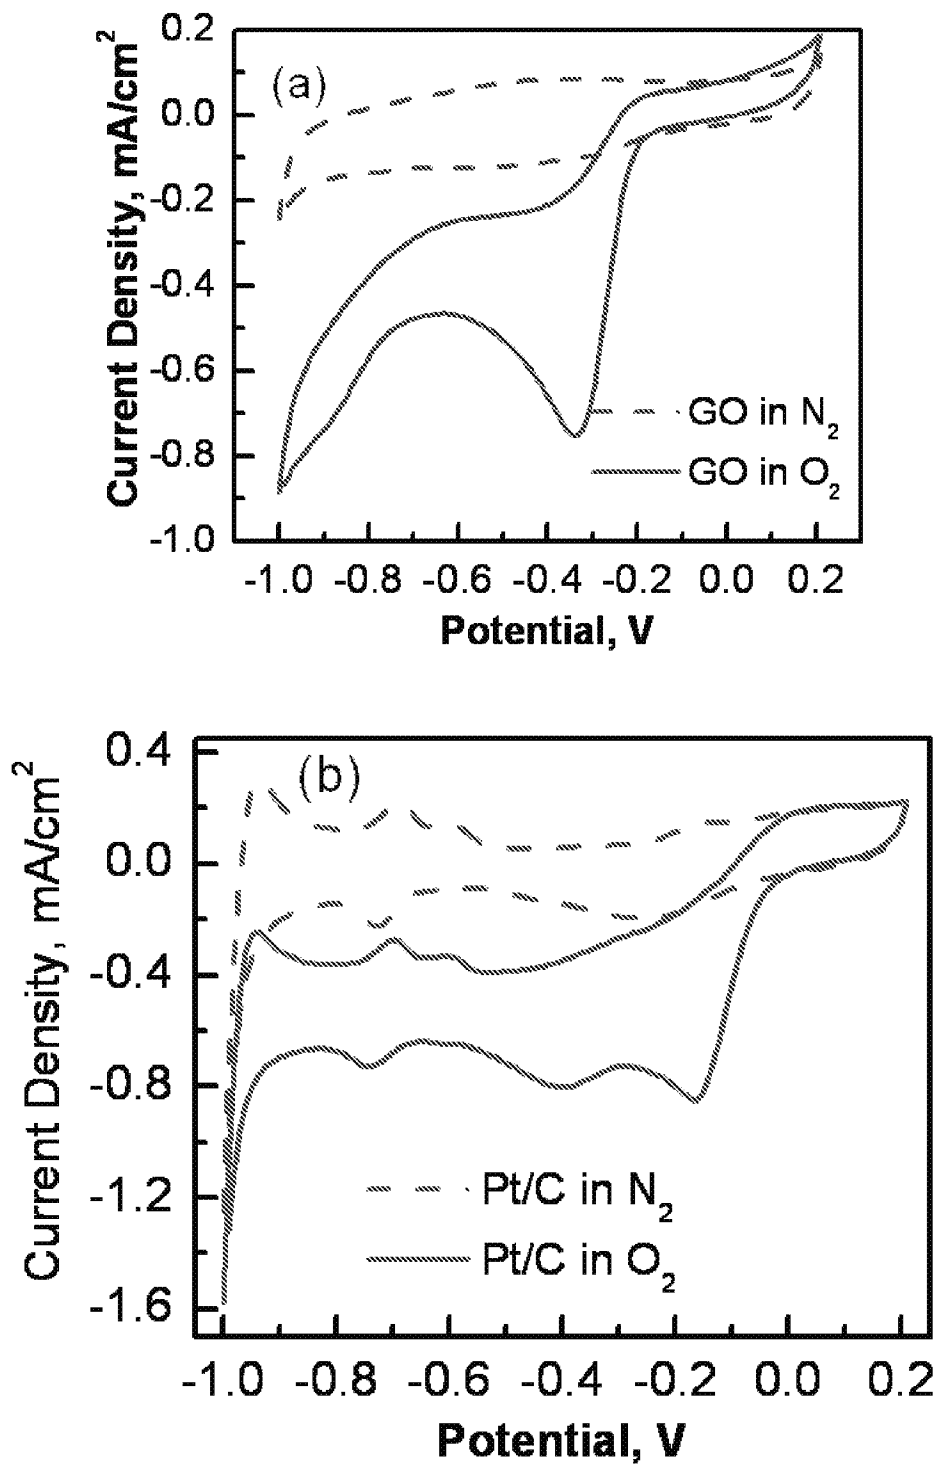 (a)
Current Density, mA/cm²
0.2
0.0
-0.2
-0.4
-0.6
-0.8
-1.0
GO in N₂
GO in O₂
-1.0 -0.8 -0.6 -0.4 -0.2 0.0 0.2
Potential, V
(b)
Current Density, mA/cm²
0.4
0.0
-0.4
-0.8
-1.2
-1.6
Pt/C in N₂
Pt/C in O₂
-1.0 -0.8 -0.6 -0.4 -0.2 0.0 0.2
Potential, V